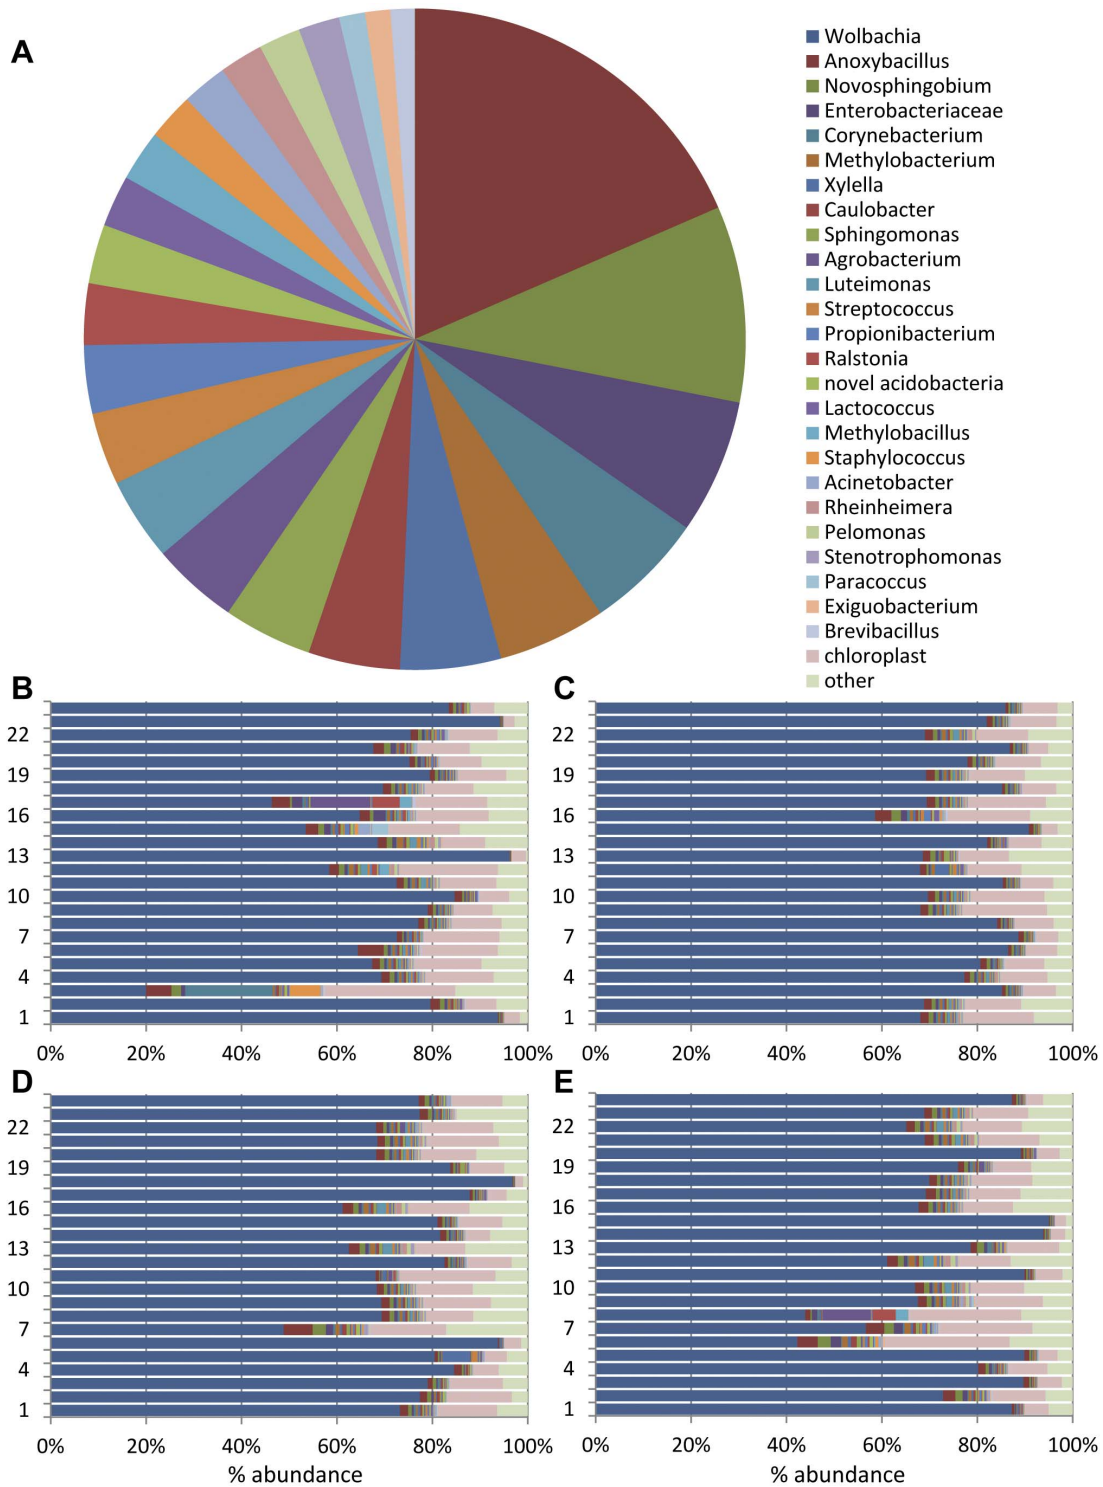 A
Wolbachia
Anoxybacillus
Novosphingobium
Enterobacteriaceae
Corynebacterium
Methylobacterium
Xylella
Caulobacter
Sphingomonas
Agrobacterium
Luteimonas
Streptococcus
Propionibacterium
Ralstonia
novel acidobacteria
Lactococcus
Methylobacillus
Staphylococcus
Acinetobacter
Rheinheimera
Pelomonas
Stenotrophomonas
Paracoccus
Exiguobacterium
Brevibacillus
chloroplast
other
B
22
19
16
13
10
7
4
1
0% 20% 40% 60% 80% 100%
C
22
19
16
13
10
7
4
1
0% 20% 40% 60% 80% 100%
D
22
19
16
13
10
7
4
1
0% 20% 40% 60% 80% 100%
% abundance
E
22
19
16
13
10
7
4
1
0% 20% 40% 60% 80% 100%
% abundance